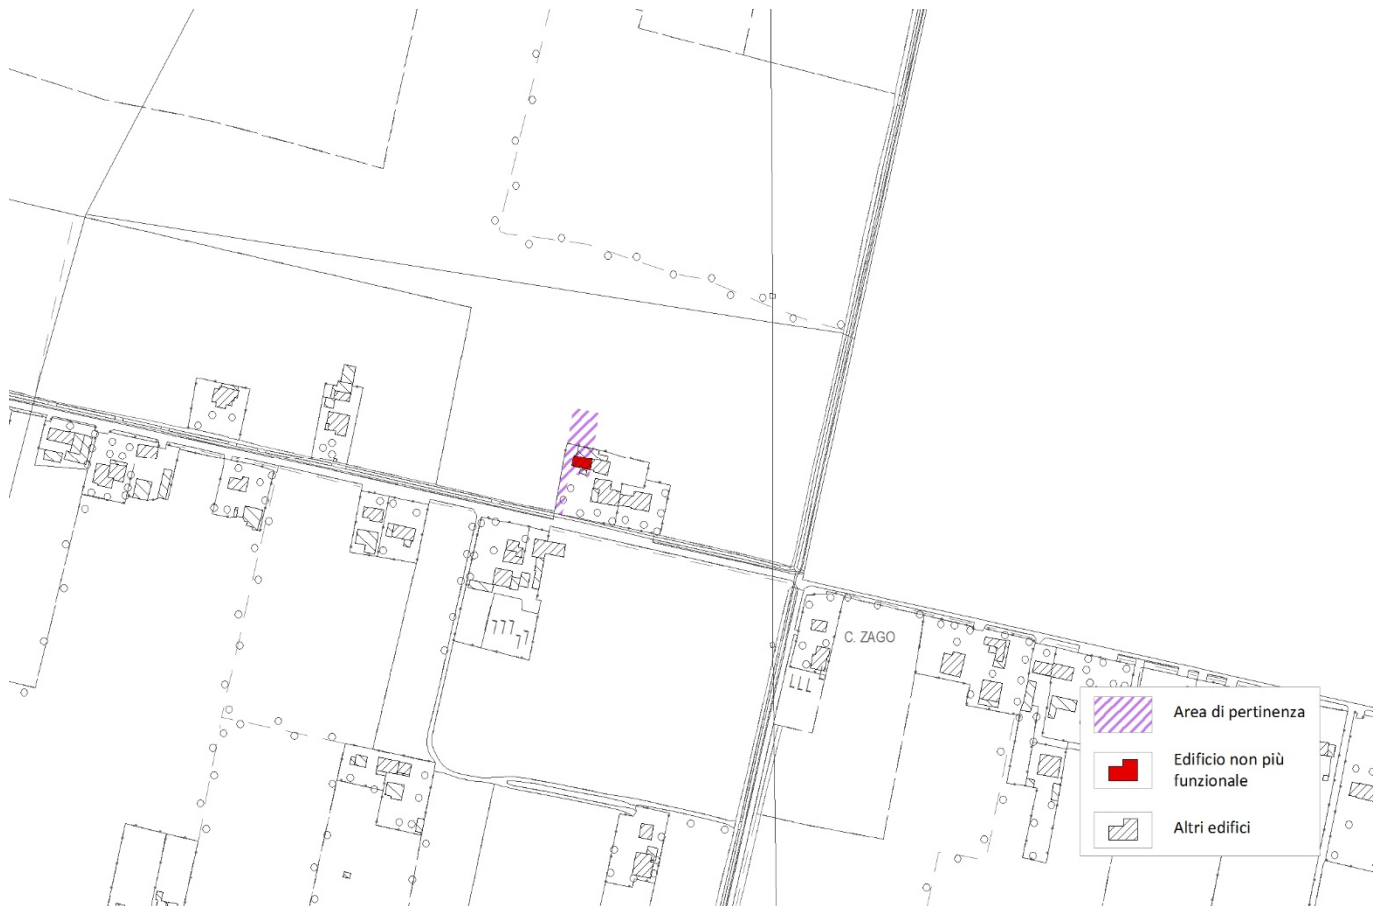 C. ZAGO
Area di pertinenza
Edificio non più
funzionale
Altri edifici